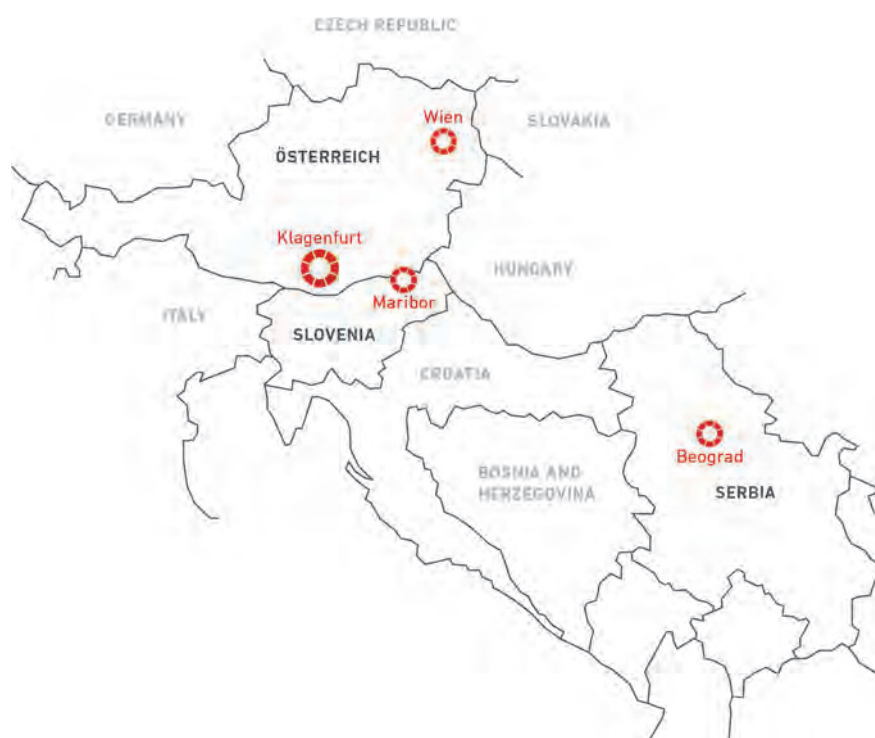 CZECH REPUBLIC
GERMANY
Wien
SLOVAKIA
ÖSTERREICH
Klagenfurt
HUNGARY
Maribor
ITALY
SLOVENIA
CROATIA
Beograd
BOSNIA AND
HERZEGOVINA
SERBIA